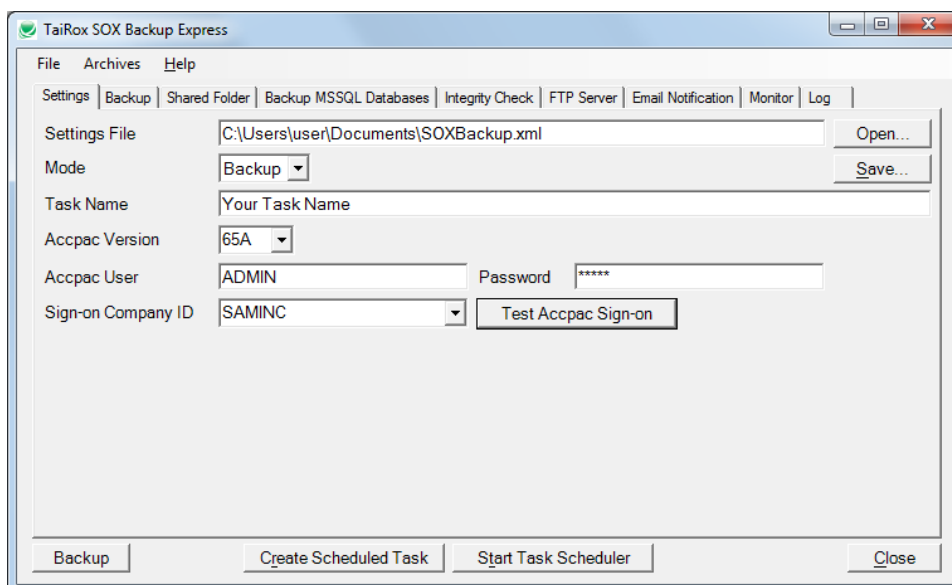 TaiRox SOX Backup Express
File Archives Help
Settings Backup Shared Folder Backup MSSQL Databases Integrity Check FTP Server Email Notification Monitor Log
Settings File C:\Users\user\Documents\SOXBackup.xml Open...
Mode Backup Save...
Task Name Your Task Name
Accpac Version 65A
Accpac User ADMIN Password *****
Sign-on Company ID SAMINC Test Accpac Sign-on
Backup Create Scheduled Task Start Task Scheduler Close